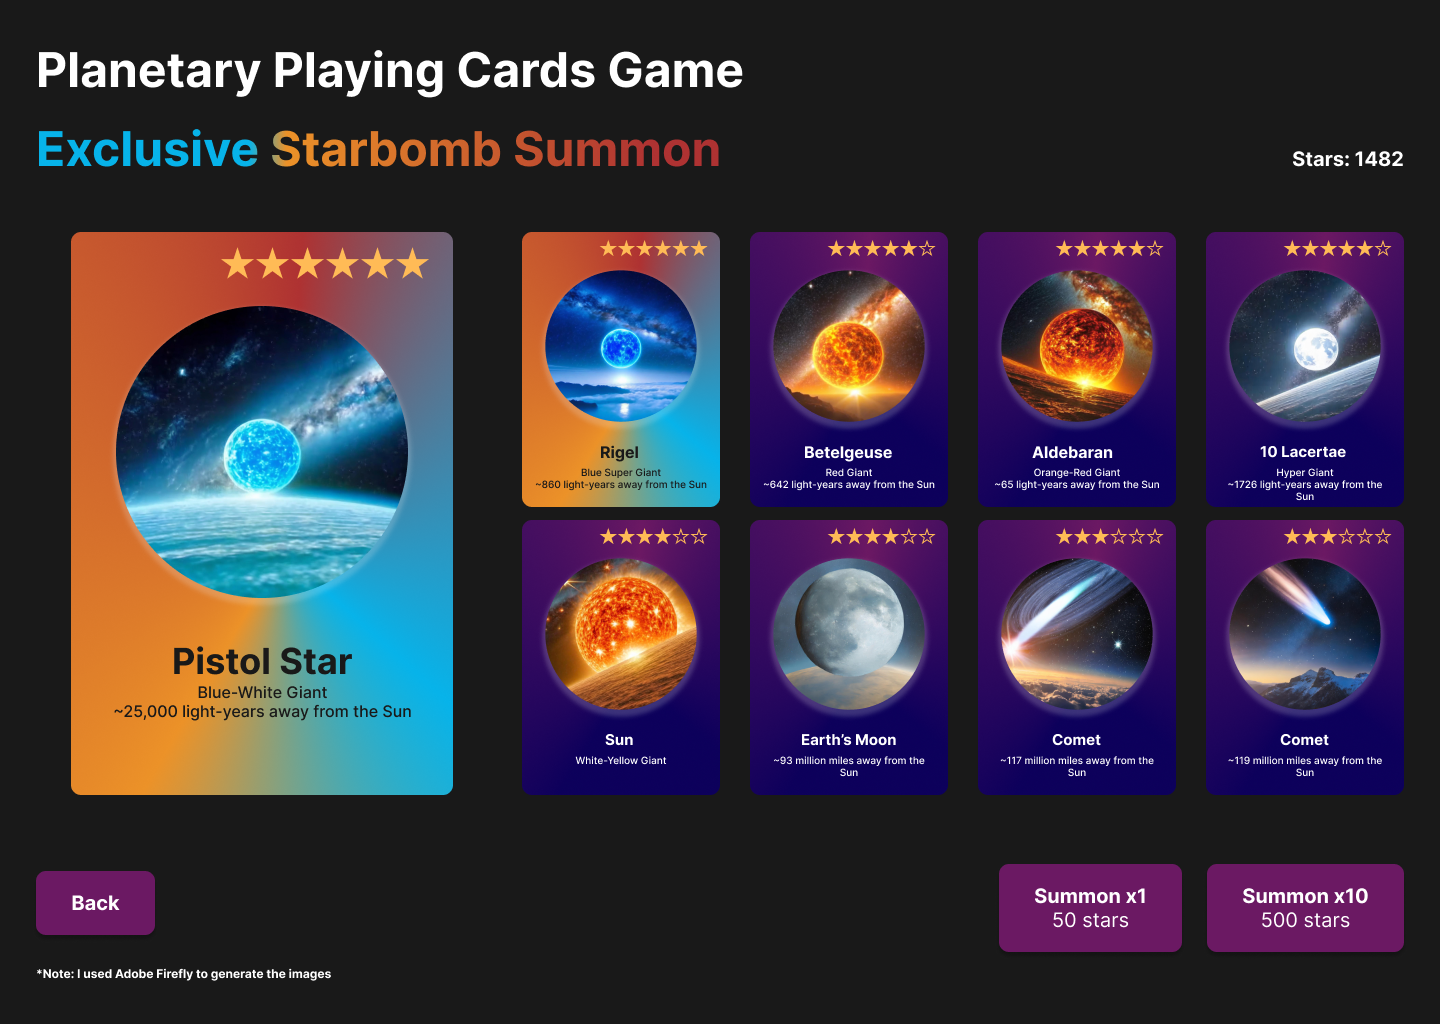 Planetary Playing Cards Game
Exclusive Starbomb Summon
Stars: 1482
★★★★★★
Pistol Star
Blue-White Giant
~25,000 light-years away from the Sun
★★★★★★
Rigel
Blue Super Giant
~860 light-years away from the Sun
★★★★★☆
Betelgeuse
Red Giant
~642 light-years away from the Sun
★★★★★☆
Aldebaran
Orange-Red Giant
~65 light-years away from the Sun
★★★★★☆
10 Lacertae
Hyper Giant
~1726 light-years away from the
Sun
★★★★☆☆
Sun
White-Yellow Giant
★★★★☆☆
Earth’s Moon
~93 million miles away from the
Sun
★★★☆☆☆
Comet
~117 million miles away from the
Sun
★★★☆☆☆
Comet
~119 million miles away from the
Sun
Back
Summon x1
50 stars
Summon x10
500 stars
*Note: I used Adobe Firefly to generate the images